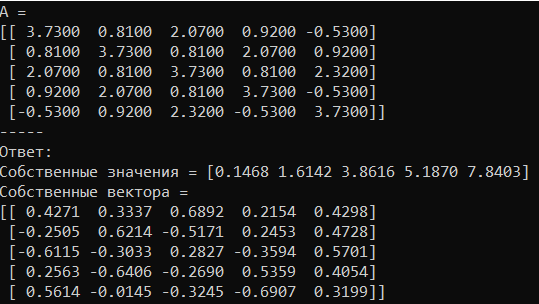 A =
[[ 3.7300  0.8100  2.0700  0.9200 -0.5300]
 [ 0.8100  3.7300  0.8100  2.0700  0.9200]
 [ 2.0700  0.8100  3.7300  0.8100  2.3200]
 [ 0.9200  2.0700  0.8100  3.7300 -0.5300]
 [-0.5300  0.9200  2.3200 -0.5300  3.7300]]
-----
Ответ:
Собственные значения = [0.1468 1.6142 3.8616 5.1870 7.8403]
Собственные вектора =
[[ 0.4271  0.3337  0.6892  0.2154  0.4298]
 [-0.2505  0.6214 -0.5171  0.2453  0.4728]
 [-0.6115 -0.3033  0.2827 -0.3594  0.5701]
 [ 0.2563 -0.6406 -0.2690  0.5359  0.4054]
 [ 0.5614 -0.0145 -0.3245 -0.6907  0.3199]]